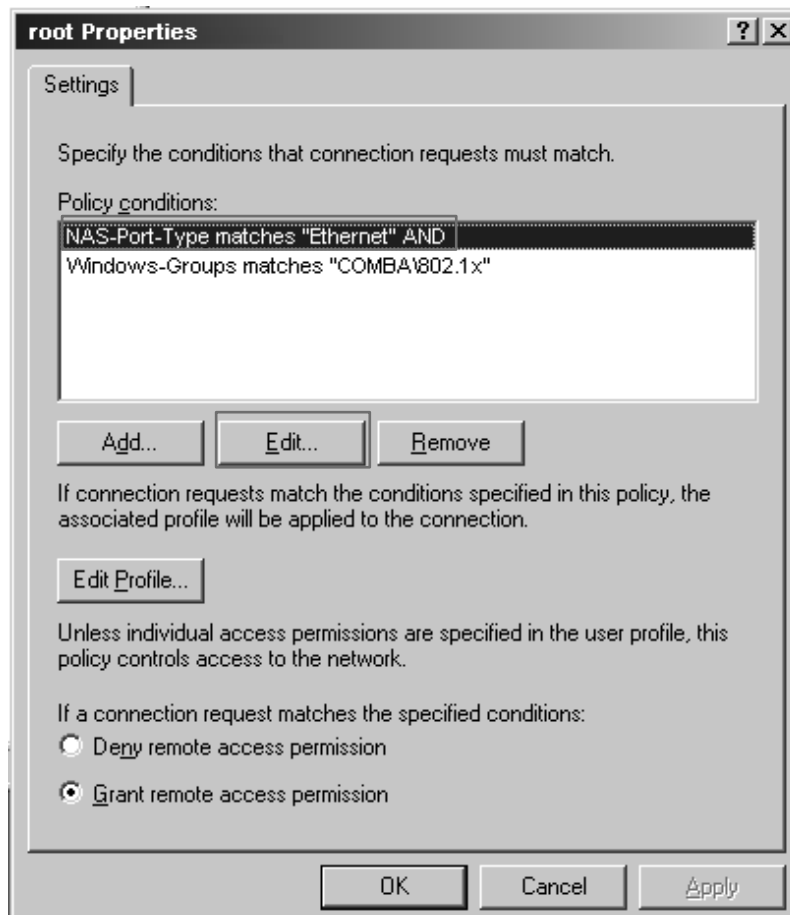 root Properties
? X
Settings
Specify the conditions that connection requests must match.
Policy conditions:
NAS-Port-Type matches "Ethernet" AND
Windows-Groups matches "COMBA\802.1x"
Add... Edit... Remove
If connection requests match the conditions specified in this policy, the
associated profile will be applied to the connection.
Edit Profile...
Unless individual access permissions are specified in the user profile, this
policy controls access to the network.
If a connection request matches the specified conditions:
Deny remote access permission
Grant remote access permission
OK Cancel Apply